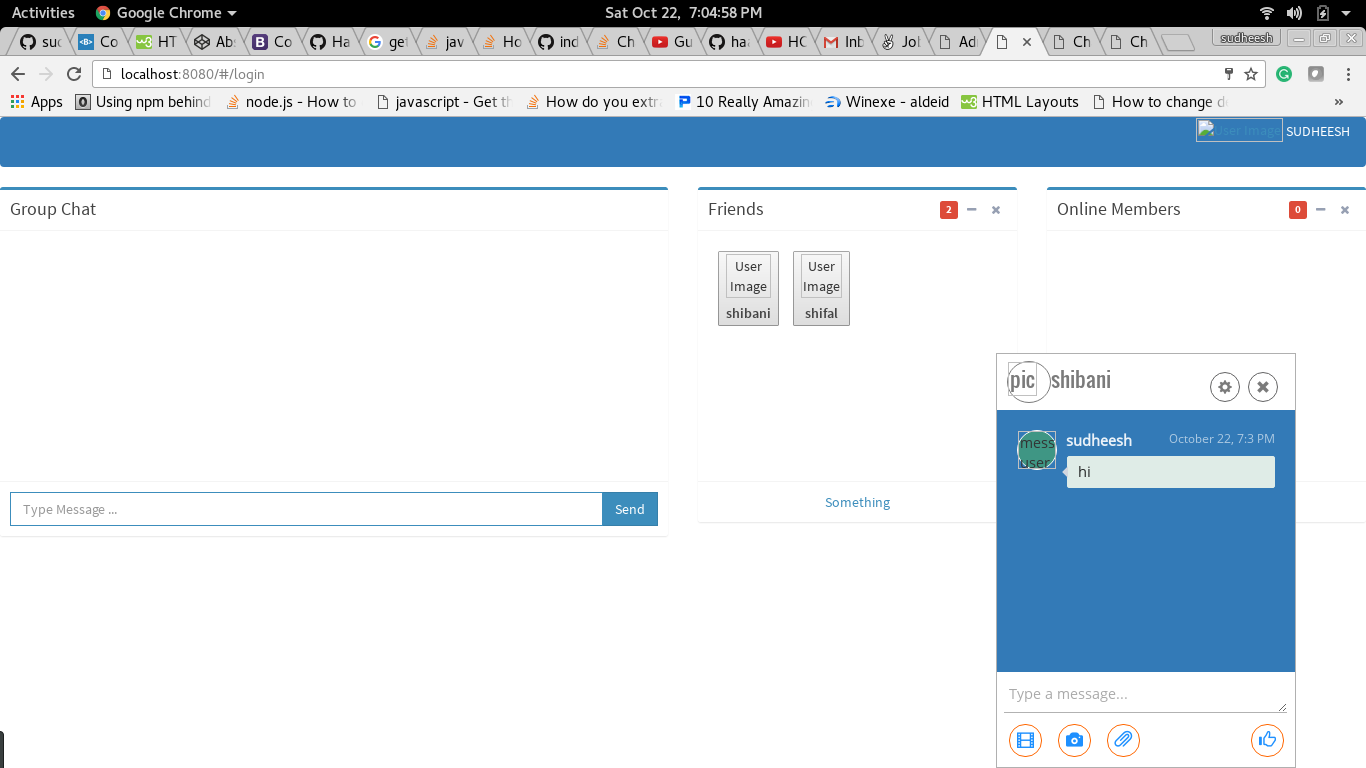 Activities Google Chrome Sat Oct 22, 7:04:58 PM
suc Co HT Abs Co Ha get jav Ho ind Ch Gu haa HC Inb Jol Ad Ch Ch sudheesh
localhost:8080/#/login
Apps Using npm behind node.js - How to javascript - Get th How do you extra 10 Really Amazin Winexe - aldeid HTML Layouts How to change d »
User Image SUDHEESH
Group Chat Friends 2 Online Members 0
User Image User Image
shibani shifal
pic shibani
mess user sudheesh October 22, 7:3 PM
hi
Type Message ... Send Something
Type a message...